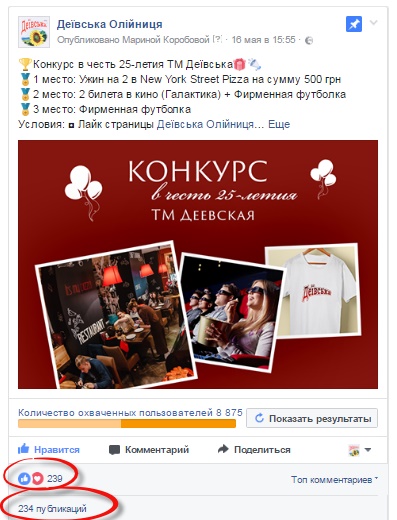 Деївська Олійниця
Опубликовано Мариной Коробовой [?] · 16 мая в 15:55 ·
🏆Конкурс в честь 25-летия ТМ Деївська🎁🎉
🏅1 место: Ужин на 2 в New York Street Pizza на сумму 500 грн
🏅2 место: 2 билета в кино (Галактика) + Фирменная футболка
🏅3 место: Фирменная футболка
Условия: ◘ Лайк страницы Деївська Олійниця... Еще
КОНКУРС
в честь 25-летия
ТМ ДЕЕВСКАЯ
RESTAURANT
Деївська
Количество охваченных пользователей 8 875
Показать результаты
Нравится Комментарий Поделиться
239 Топ комментариев
234 публикаций